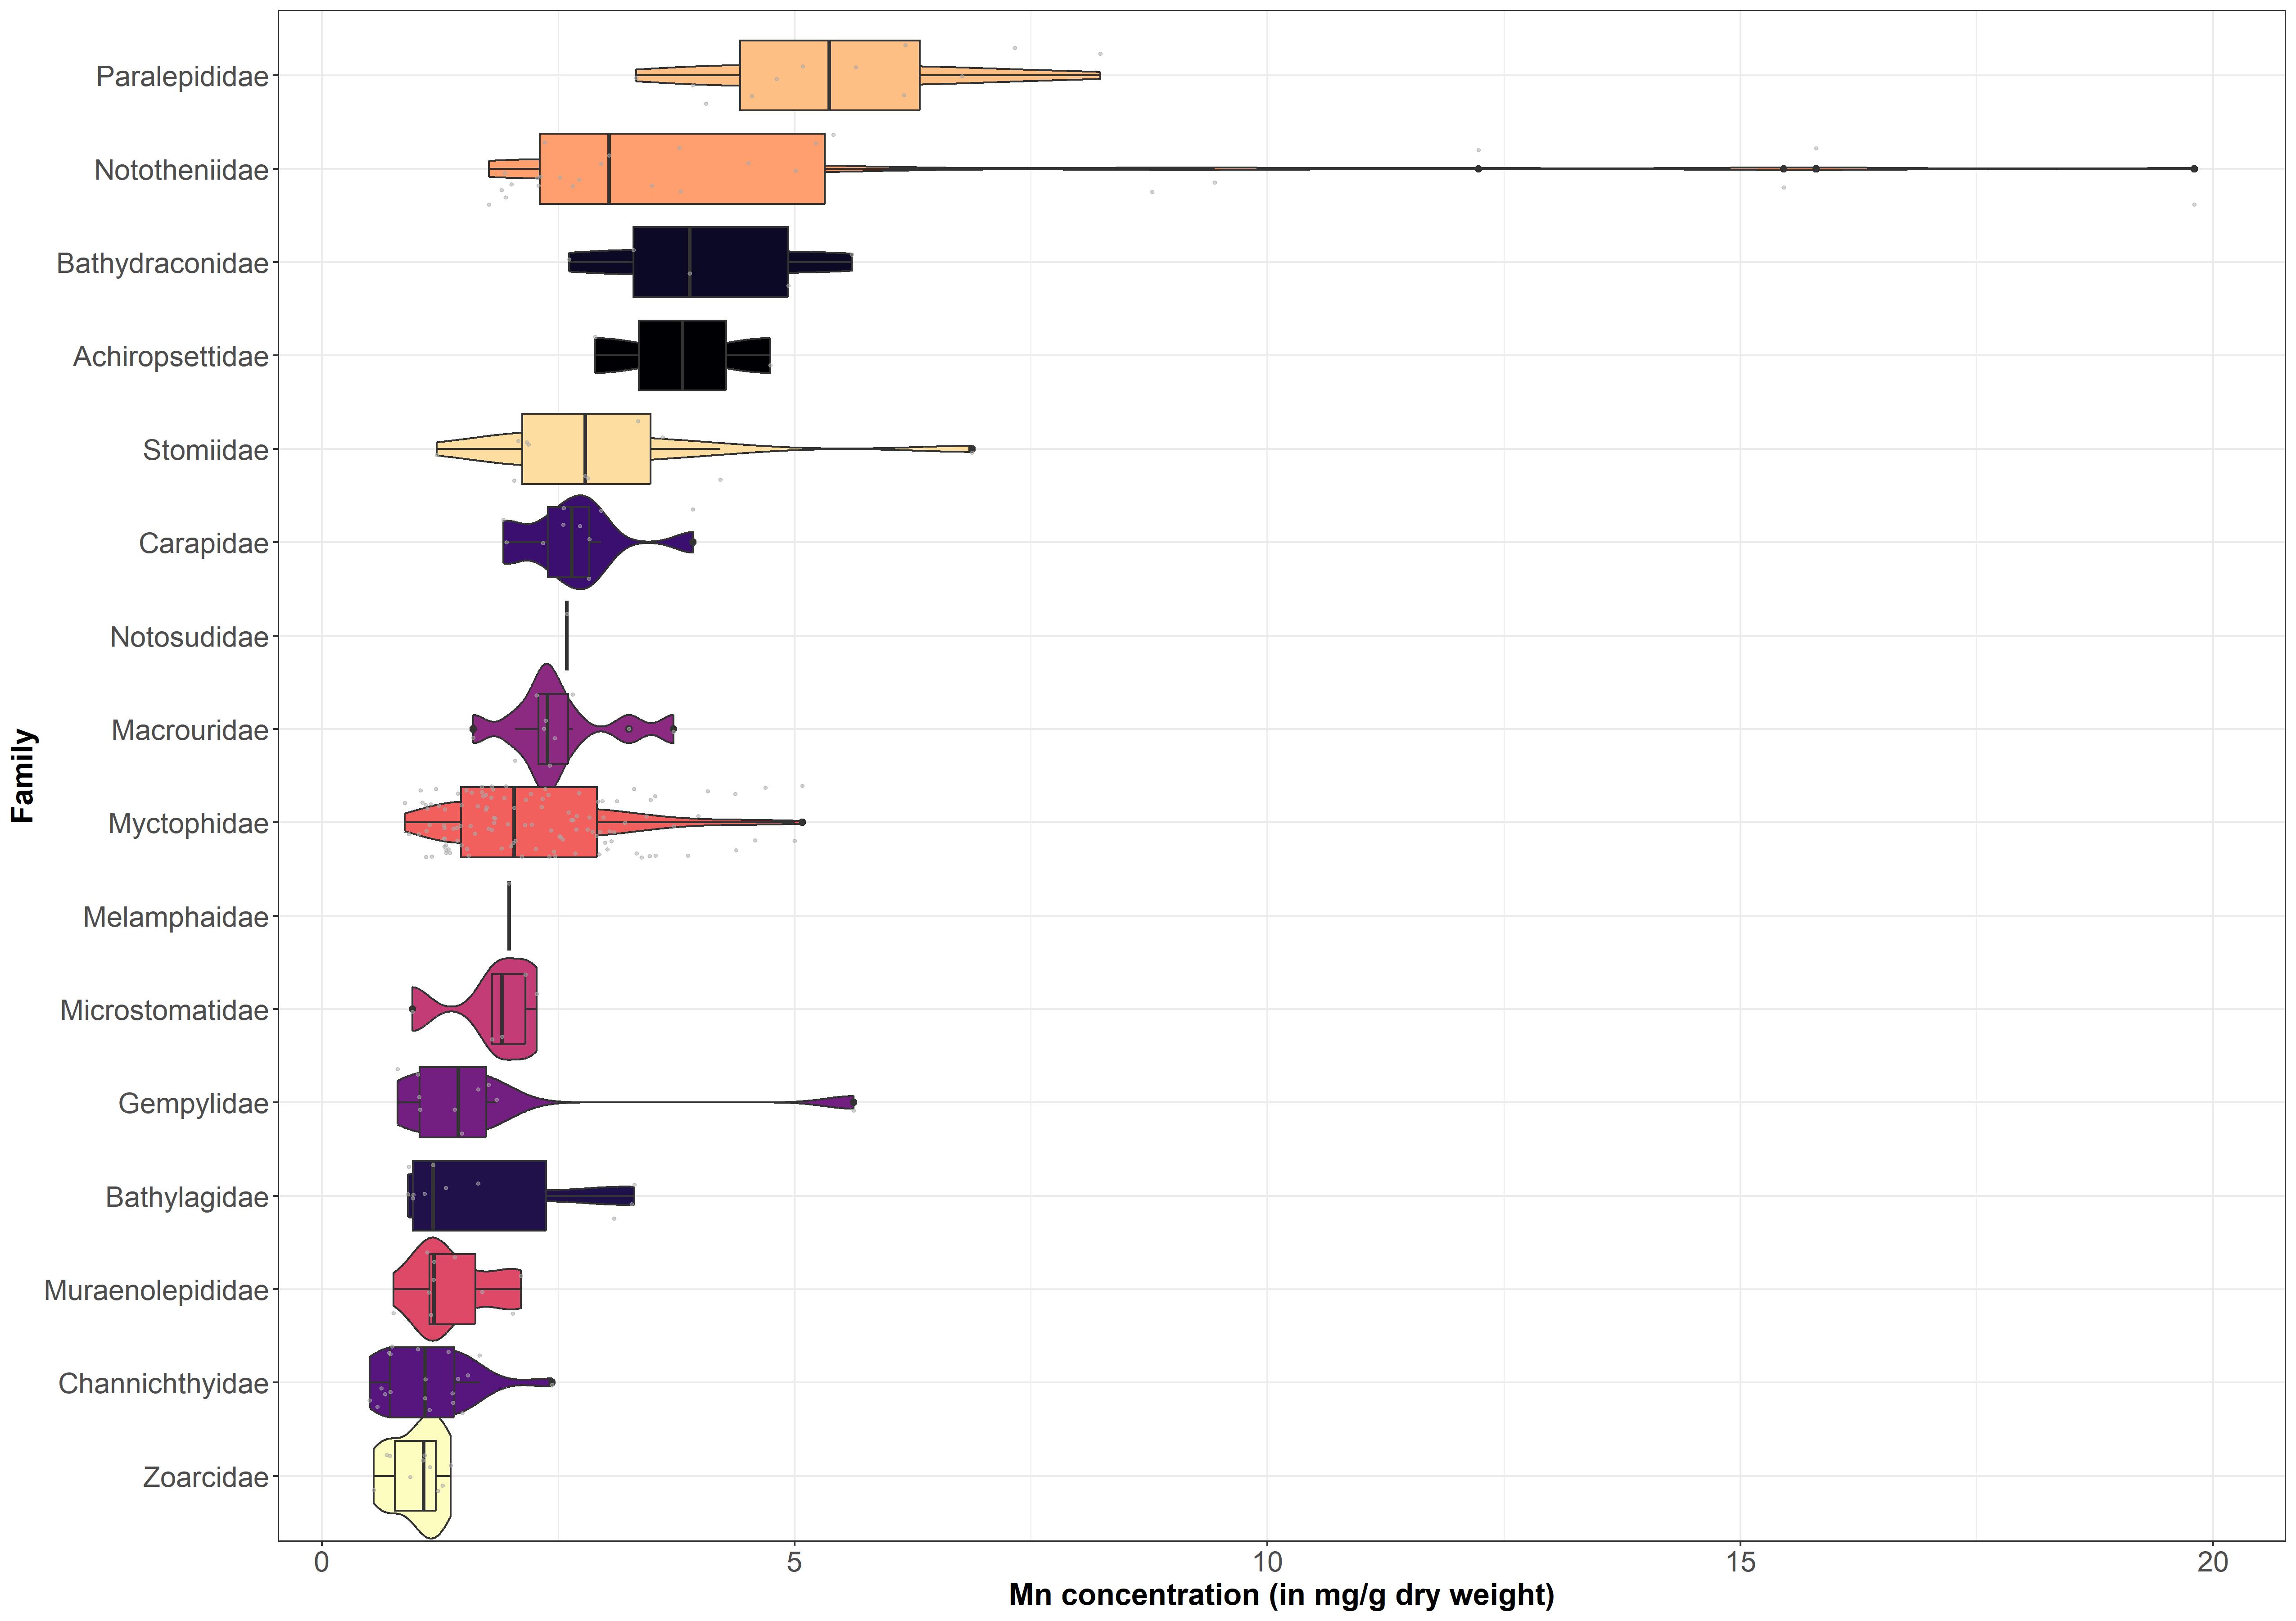 Family
Paralepididae
Nototheniidae
Bathydraconidae
Achiropsettidae
Stomiidae
Carapidae
Notosudidae
Macrouridae
Myctophidae
Melamphaidae
Microstomatidae
Gempylidae
Bathylagidae
Muraenolepididae
Channichthyidae
Zoarcidae
0 5 10 15 20
Mn concentration (in mg/g dry weight)